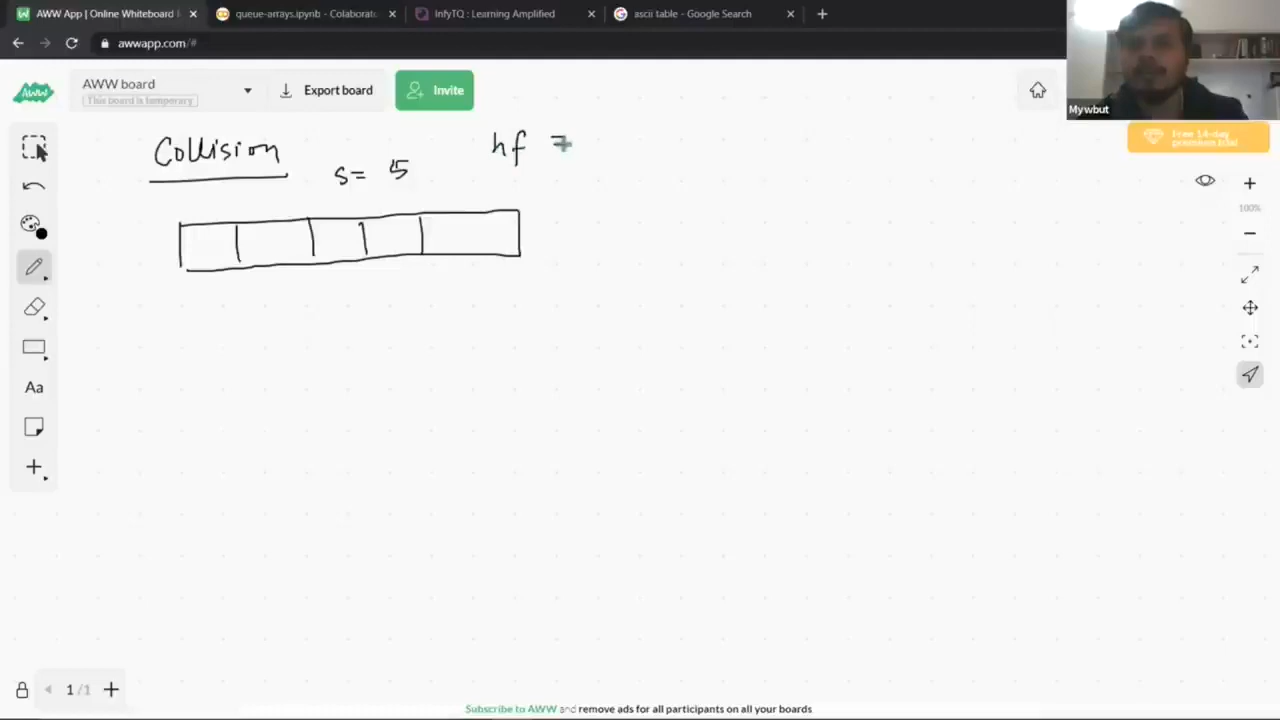 AWW App | Online Whiteboard
queue-arrays.ipynb - Colaborato
InfyTQ : Learning Amplified
ascii table - Google Search
awwapp.com/#
Mywbut
AWW board
This board is temporary
Export board
Invite
Free 14-day
premium trial
Collision
s= 5
hf =
100%
Aa
1/1
Subscribe to AWW and remove ads for all participants on all your boards